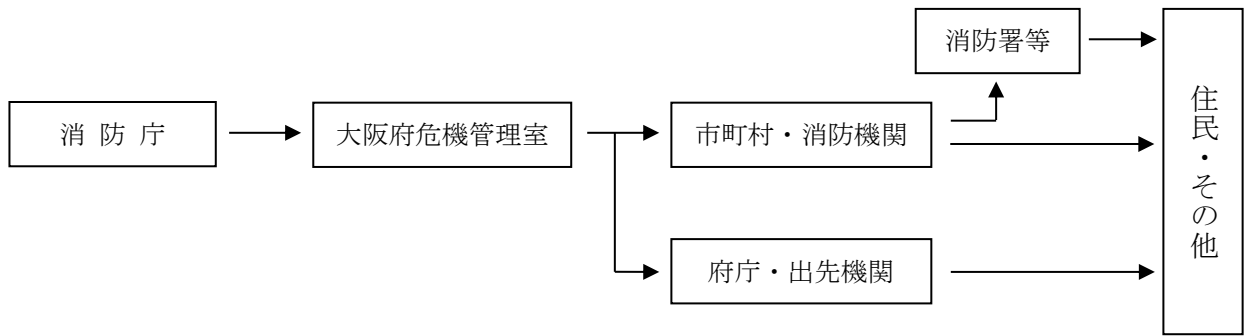 消防署等
消 防 庁
大阪府危機管理室
市町村・消防機関
住民・その他
府庁・出先機関